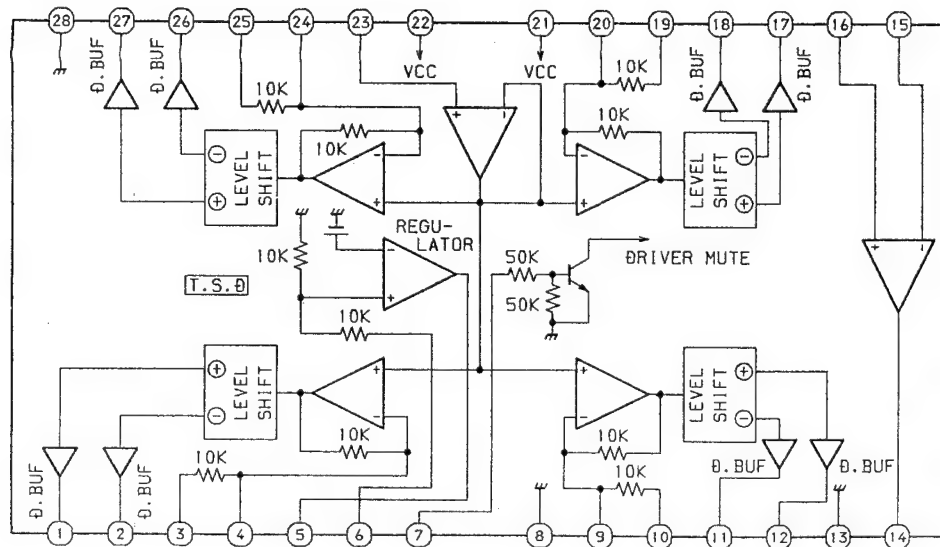 28 27 26 25 24 23 22 21 20 19 18 17 16 15
Đ.BUF
Đ.BUF
VCC
VCC
Đ.BUF
Đ.BUF
10K
10K
10K
10K
+
-
+
-
-
+
LEVEL
SHIFT
-
+
-
+
LEVEL
SHIFT
-
+
REGU-
LATOR
10K
-
+
T.S.Đ
50K
50K
ĐRIVER MUTE
+
-
10K
+
-
LEVEL
SHIFT
+
-
+
-
LEVEL
SHIFT
+
-
10K
10K
10K
10K
Đ.BUF
Đ.BUF
Đ.BUF
Đ.BUF
1 2 3 4 5 6 7 8 9 10 11 12 13 14